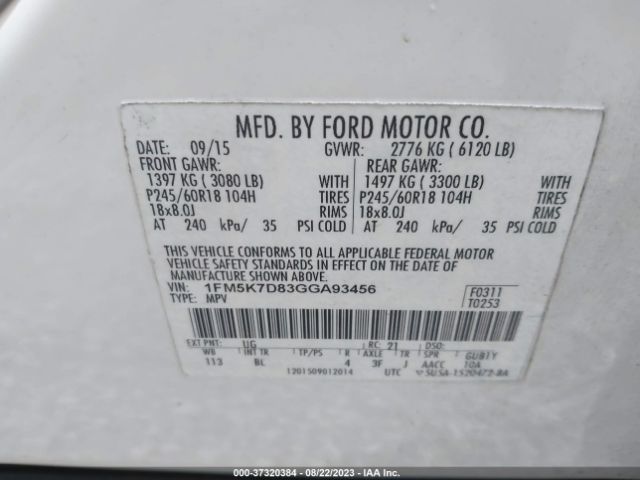 MFD. BY FORD MOTOR CO.
DATE: 09/15 GVWR: 2776 KG ( 6120 LB)
FRONT GAWR: REAR GAWR:
1397 KG ( 3080 LB) WITH 1497 KG ( 3300 LB) WITH
P245/60R18 104H TIRES P245/60R18 104H TIRES
18x8.0J RIMS 18x8.0J RIMS
AT 240 kPa/ 35 PSI COLD AT 240 kPa/ 35 PSI COLD
THIS VEHICLE CONFORMS TO ALL APPLICABLE FEDERAL MOTOR
VEHICLE SAFETY STANDARDS IN EFFECT ON THE DATE OF
MANUFACTURE SHOWN ABOVE.
VIN: 1FM5K7D83GGA93456 F0311
TYPE: MPV T0253
EXT PNT: UG RC: 21 DSO:
WB INT TR TP/PS R AXLE TR SPR GUB1Y
113 BL 4 3F J AACC 10A
1201509012014 UTC 5USA-1520472-BA
000-37320384 - 08/22/2023 - IAA Inc.